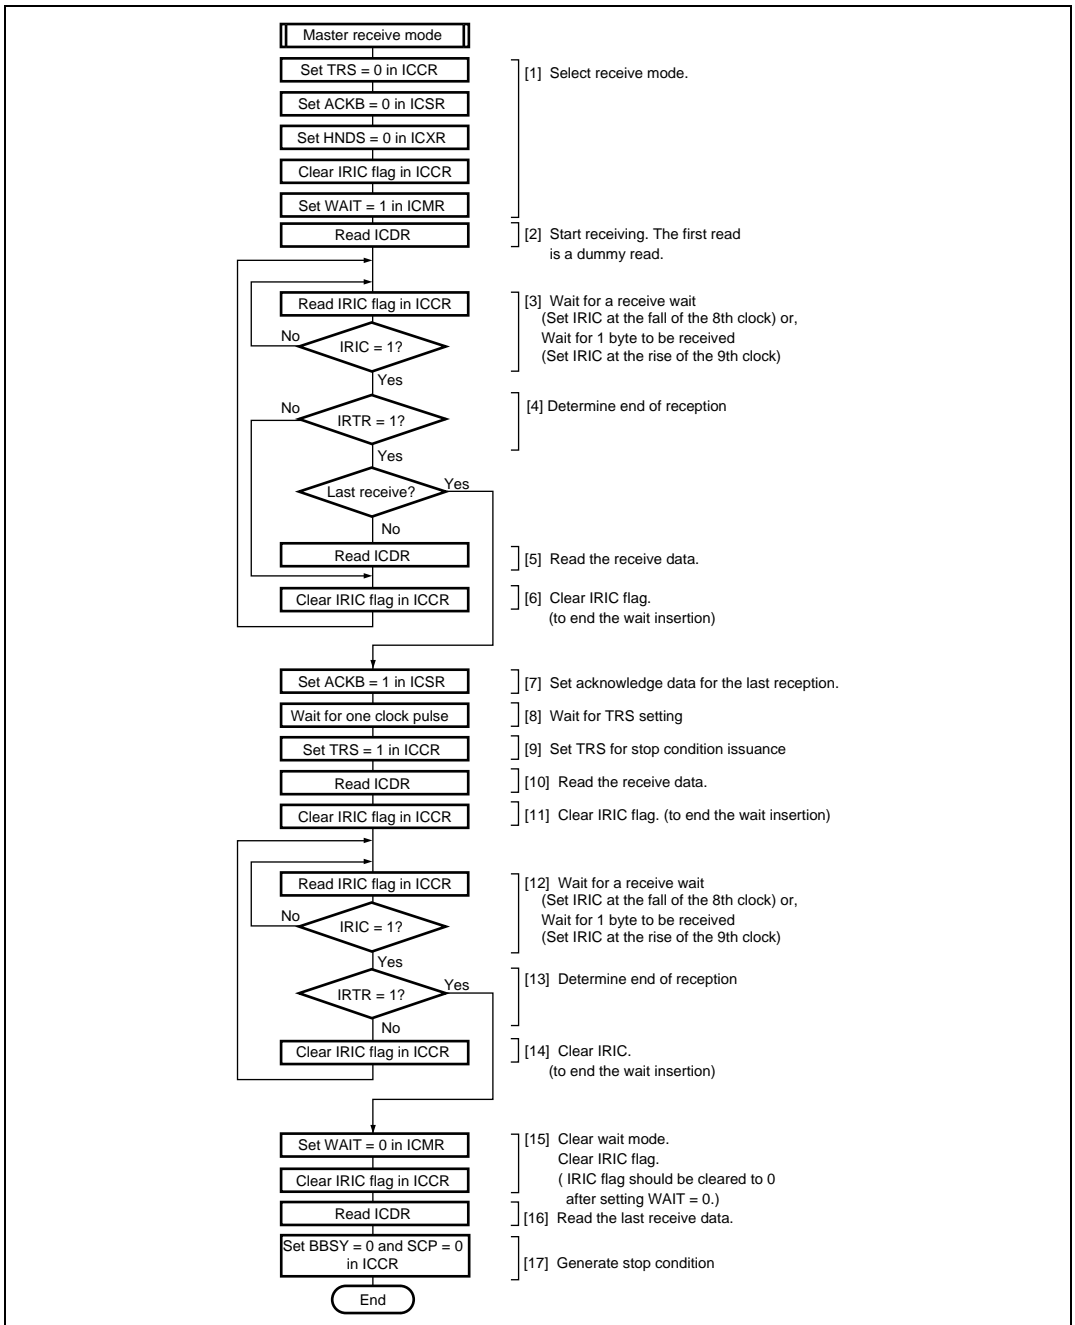 Master receive mode
Set TRS = 0 in ICCR
[1] Select receive mode.
Set ACKB = 0 in ICSR
Set HNDS = 0 in ICXR
Clear IRIC flag in ICCR
Set WAIT = 1 in ICMR
Read ICDR
[2] Start receiving. The first read
is a dummy read.
Read IRIC flag in ICCR
[3] Wait for a receive wait
(Set IRIC at the fall of the 8th clock) or,
Wait for 1 byte to be received
(Set IRIC at the rise of the 9th clock)
No
IRIC = 1?
Yes
No
IRTR = 1?
[4] Determine end of reception
Yes
Last receive?
Yes
No
Read ICDR
[5] Read the receive data.
Clear IRIC flag in ICCR
[6] Clear IRIC flag.
(to end the wait insertion)
Set ACKB = 1 in ICSR
[7] Set acknowledge data for the last reception.
Wait for one clock pulse
[8] Wait for TRS setting
Set TRS = 1 in ICCR
[9] Set TRS for stop condition issuance
Read ICDR
[10] Read the receive data.
Clear IRIC flag in ICCR
[11] Clear IRIC flag. (to end the wait insertion)
Read IRIC flag in ICCR
[12] Wait for a receive wait
(Set IRIC at the fall of the 8th clock) or,
Wait for 1 byte to be received
(Set IRIC at the rise of the 9th clock)
No
IRIC = 1?
Yes
IRTR = 1?
Yes
[13] Determine end of reception
No
Clear IRIC flag in ICCR
[14] Clear IRIC.
(to end the wait insertion)
Set WAIT = 0 in ICMR
[15] Clear wait mode.
Clear IRIC flag.
( IRIC flag should be cleared to 0
after setting WAIT = 0.)
Clear IRIC flag in ICCR
Read ICDR
[16] Read the last receive data.
Set BBSY = 0 and SCP = 0
in ICCR
[17] Generate stop condition
End